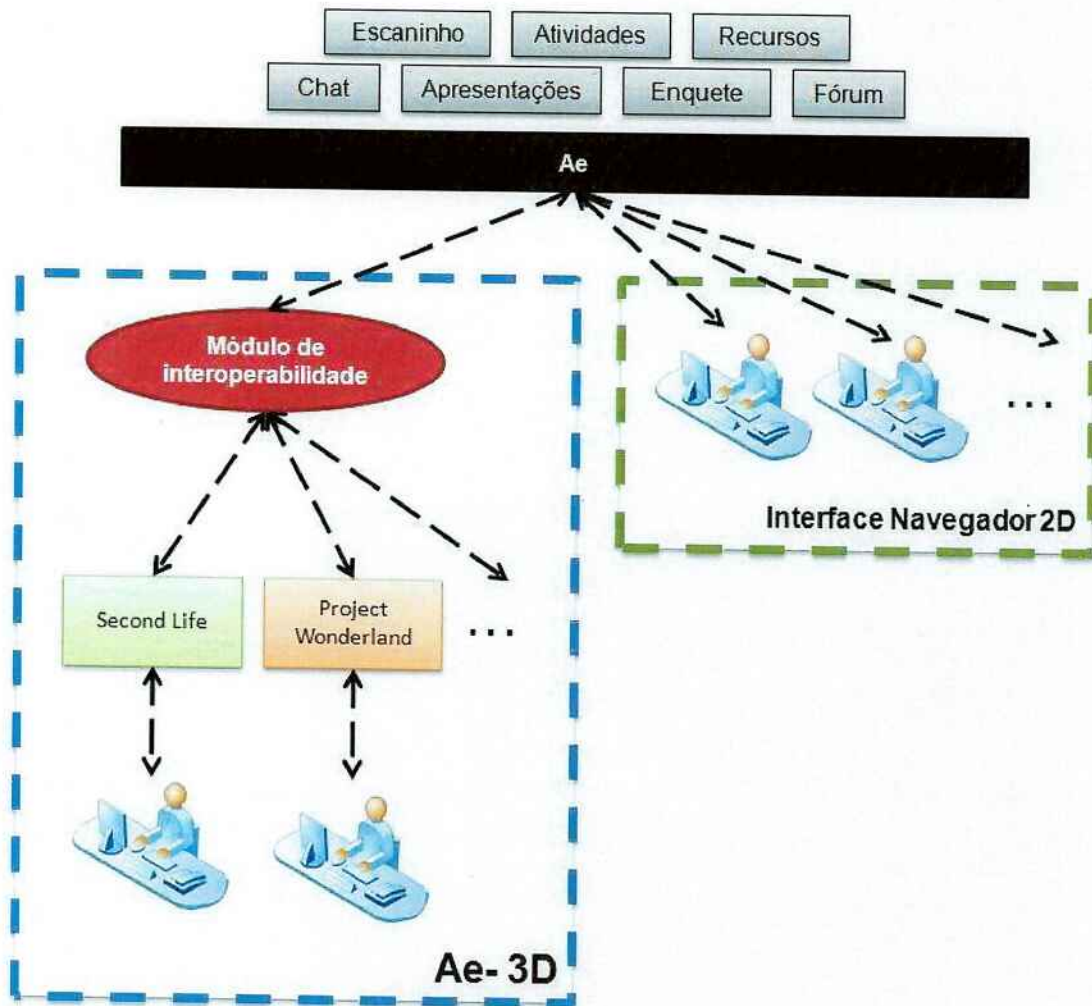 Escaninho
Atividades
Recursos
Chat
Apresentações
Enquete
Fórum
Ae
Módulo de
interoperabilidade
Second Life
Project
Wonderland
...
Ae- 3D
...
Interface Navegador 2D